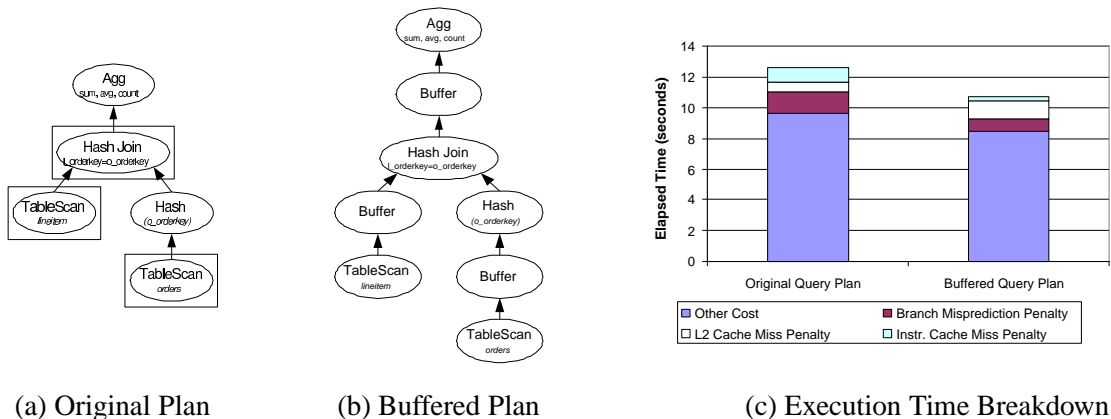 Agg
sum, avg, count
Hash Join
l_orderkey=o_orderkey
TableScan
lineitem
Hash
(o_orderkey)
TableScan
orders
(a) Original Plan
Agg
sum, avg, count
Buffer
Hash Join
l_orderkey=o_orderkey
Buffer
Hash
(o_orderkey)
TableScan
lineitem
Buffer
TableScan
orders
(b) Buffered Plan
Elapsed Time (seconds)
14
12
10
8
6
4
2
0
Original Query Plan
Buffered Query Plan
Other Cost
Branch Misprediction Penalty
L2 Cache Miss Penalty
Instr. Cache Miss Penalty
(c) Execution Time Breakdown